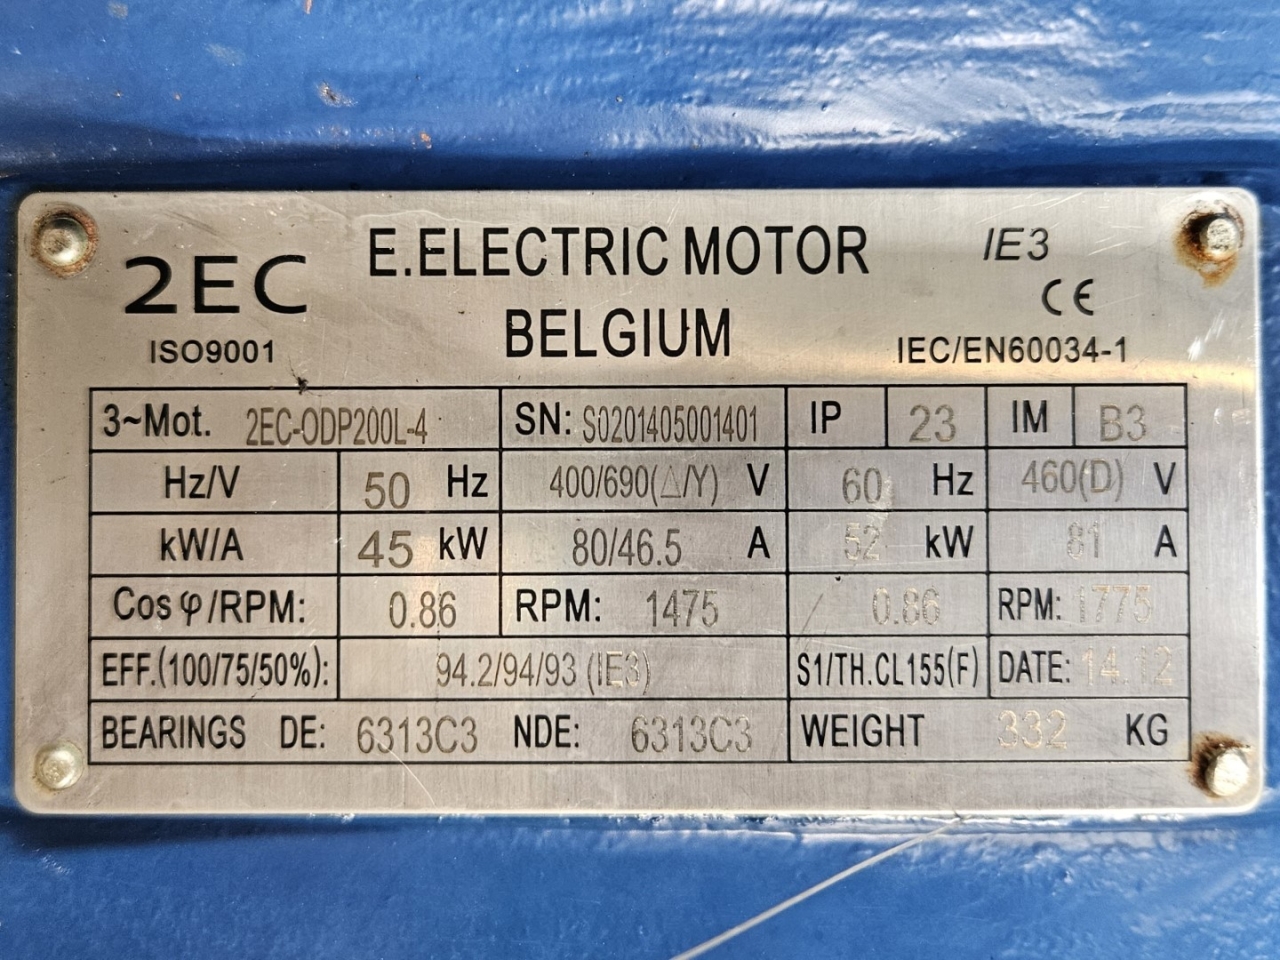 2EC
ISO9001
E.ELECTRIC MOTOR
BELGIUM
IE3
CE
IEC/EN60034-1
3~Mot. 2EC-ODP200L-4 SN: S0201405001401 IP 23 IM B3
Hz/V 50 Hz 400/690(△/Y) V 60 Hz 460(D) V
kW/A 45 kW 80/46.5 A 52 kW 81 A
Cos φ/RPM: 0.86 RPM: 1475 0.86 RPM: 1775
EFF.(100/75/50%): 94.2/94/93 (IE3) S1/TH.CL155(F) DATE: 14.12
BEARINGS DE: 6313C3 NDE: 6313C3 WEIGHT 332 KG